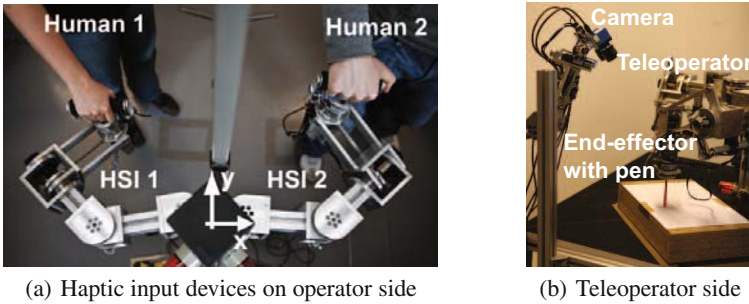 Human 1
Human 2
HSI 1
HSI 2
y
x
(a) Haptic input devices on operator side
Camera
Teleoperator
End-effector
with pen
(b) Teleoperator side